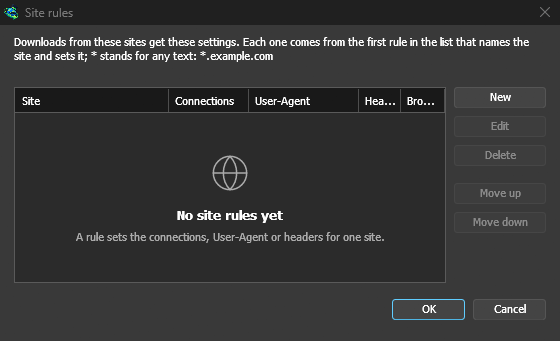 Site rules
Downloads from these sites get these settings. Each one comes from the first rule in the list that names the
site and sets it; * stands for any text: *.example.com
Site Connections User-Agent Hea... Bro...
New
Edit
Delete
Move up
Move down
No site rules yet
A rule sets the connections, User-Agent or headers for one site.
OK Cancel